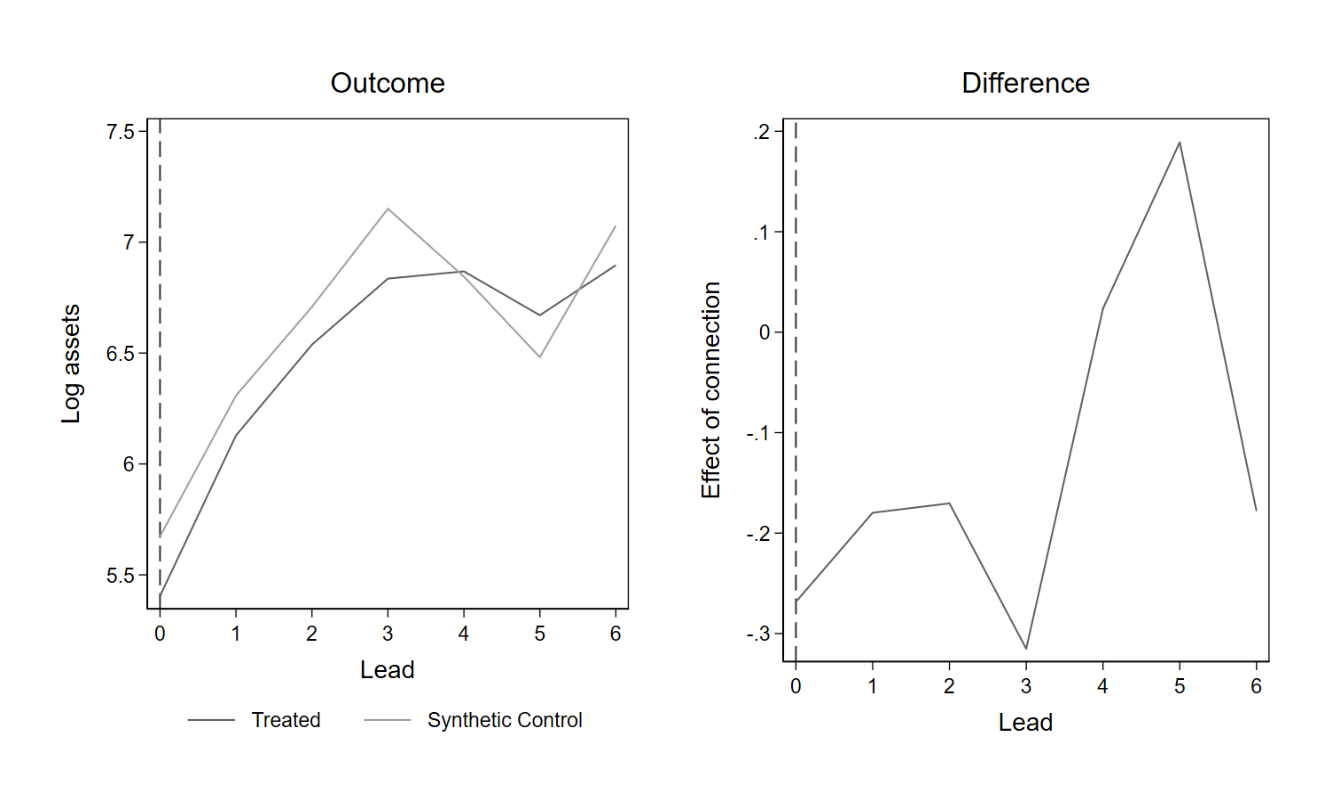 Outcome
7.5
7
6.5
6
5.5
Log assets
0 1 2 3 4 5 6
Lead
Treated Synthetic Control
Difference
.2
.1
0
-.1
-.2
-.3
Effect of connection
0 1 2 3 4 5 6
Lead